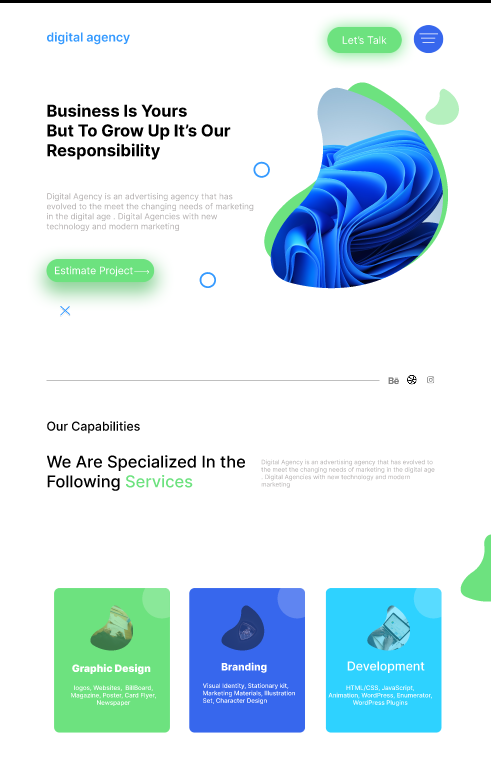 digital agency
Let's Talk
Business Is Yours
But To Grow Up It's Our
Responsibility
Digital Agency is an advertising agency that has
evolved to the meet the changing needs of marketing
in the digital age . Digital Agencies with new
technology and modern marketing
Estimate Project
Bē
Our Capabilities
We Are Specialized In the
Following Services
Digital Agency is an advertising agency that has evolved to
the meet the changing needs of marketing in the digital age
. Digital Agencies with new technology and modern
marketing
Graphic Design
logos, Websites, BillBoard,
Magazine, Poster, Card Flyer,
Newspaper
Branding
Visual Identity, Stationary kit,
Marketing Materials, Illustration
Set, Character Design
Development
HTML/CSS, JavaScript,
Animation, WordPress, Enumerator,
WordPress Plugins